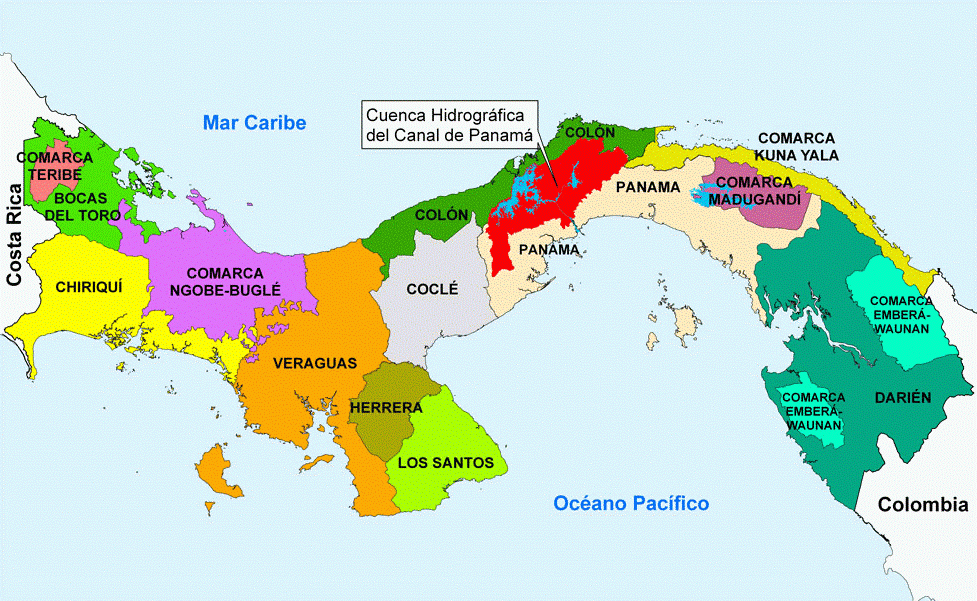 Mar Caribe
Cuenca Hidrográfica
del Canal de Panamá
COLÓN
COMARCA
KUNA YALA
COMARCA
TERIBE
BOCAS
DEL TORO
Costa Rica
COLÓN
PANAMA
COMARCA
MADUGANDÍ
PANAMA
CHIRIQUÍ
COMARCA
NGOBE-BUGLÉ
COCLÉ
COMARCA
EMBERÁ-
WAUNAN
VERAGUAS
HERRERA
COMARCA
EMBERÁ-
WAUNAN
DARIÉN
LOS SANTOS
Océano Pacífico
Colombia